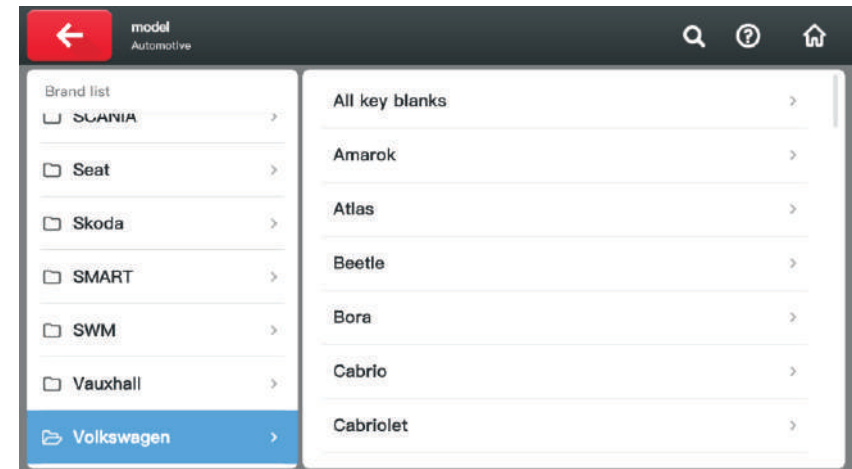 model
Automotive
Brand list
SCANIA
Seat
Skoda
SMART
SWM
Vauxhall
Volkswagen
All key blanks
Amarok
Atlas
Beetle
Bora
Cabrio
Cabriolet